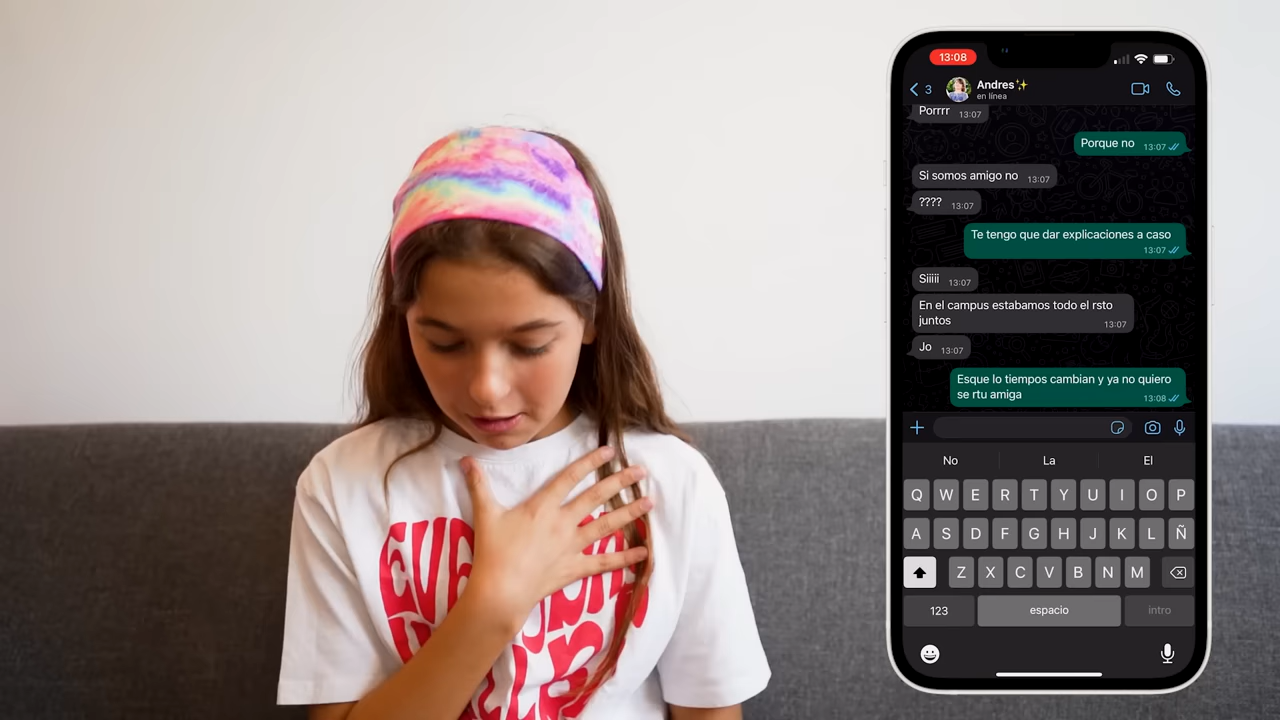 13:08
3
Andres✨
en línea
Porrrr 13:07
Porque no 13:07
Si somos amigo no 13:07
???? 13:07
Te tengo que dar explicaciones a caso
13:07
Siiiii 13:07
En el campus estabamos todo el rsto
juntos 13:07
Jo 13:07
Esque lo tiempos cambian y ya no quiero
se rtu amiga 13:08
No La El
Q W E R T Y U I O P
A S D F G H J K L Ñ
Z X C V B N M
123 espacio intro